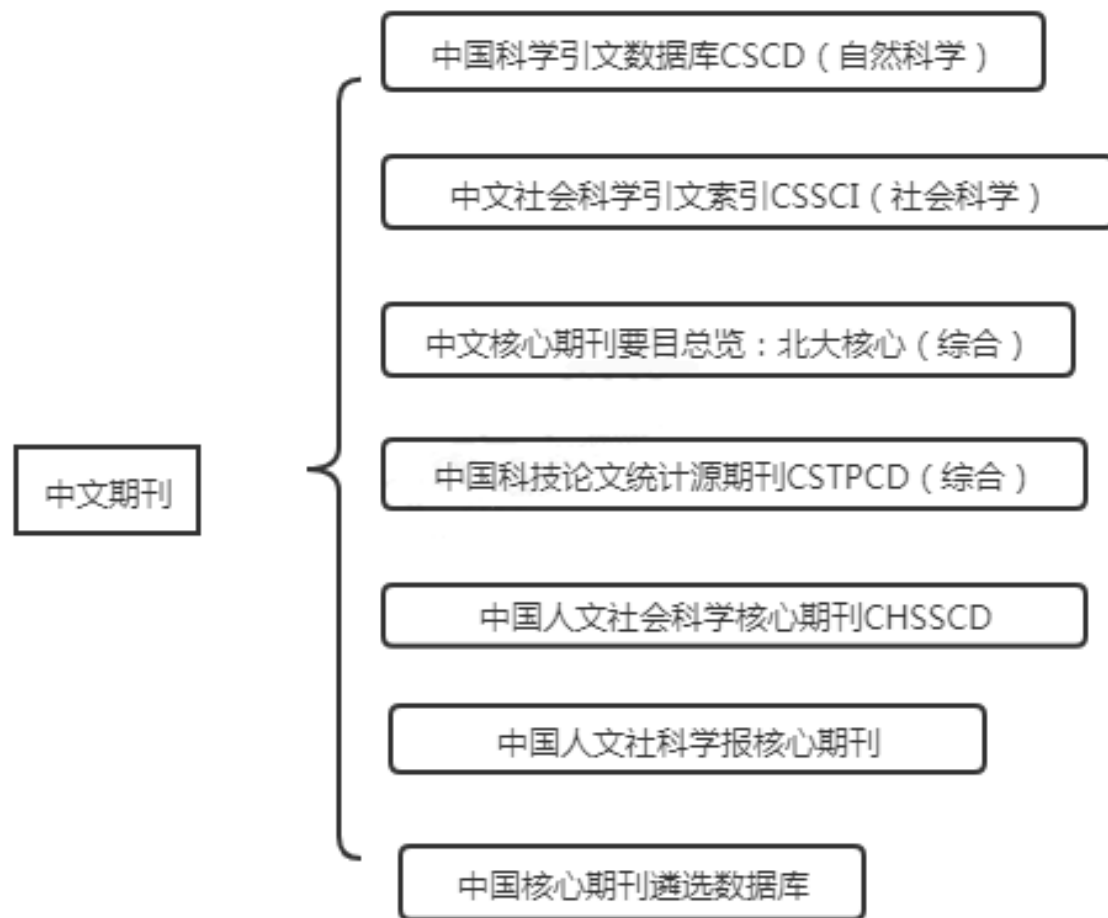 中国科学引文数据库CSCD（自然科学）
中文社会科学引文索引CSSCI（社会科学）
中文核心期刊要目总览：北大核心（综合）
中文期刊
中国科技论文统计源期刊CSTPCD（综合）
中国人文社会科学核心期刊CHSSCD
中国人文社科学报核心期刊
中国核心期刊遴选数据库